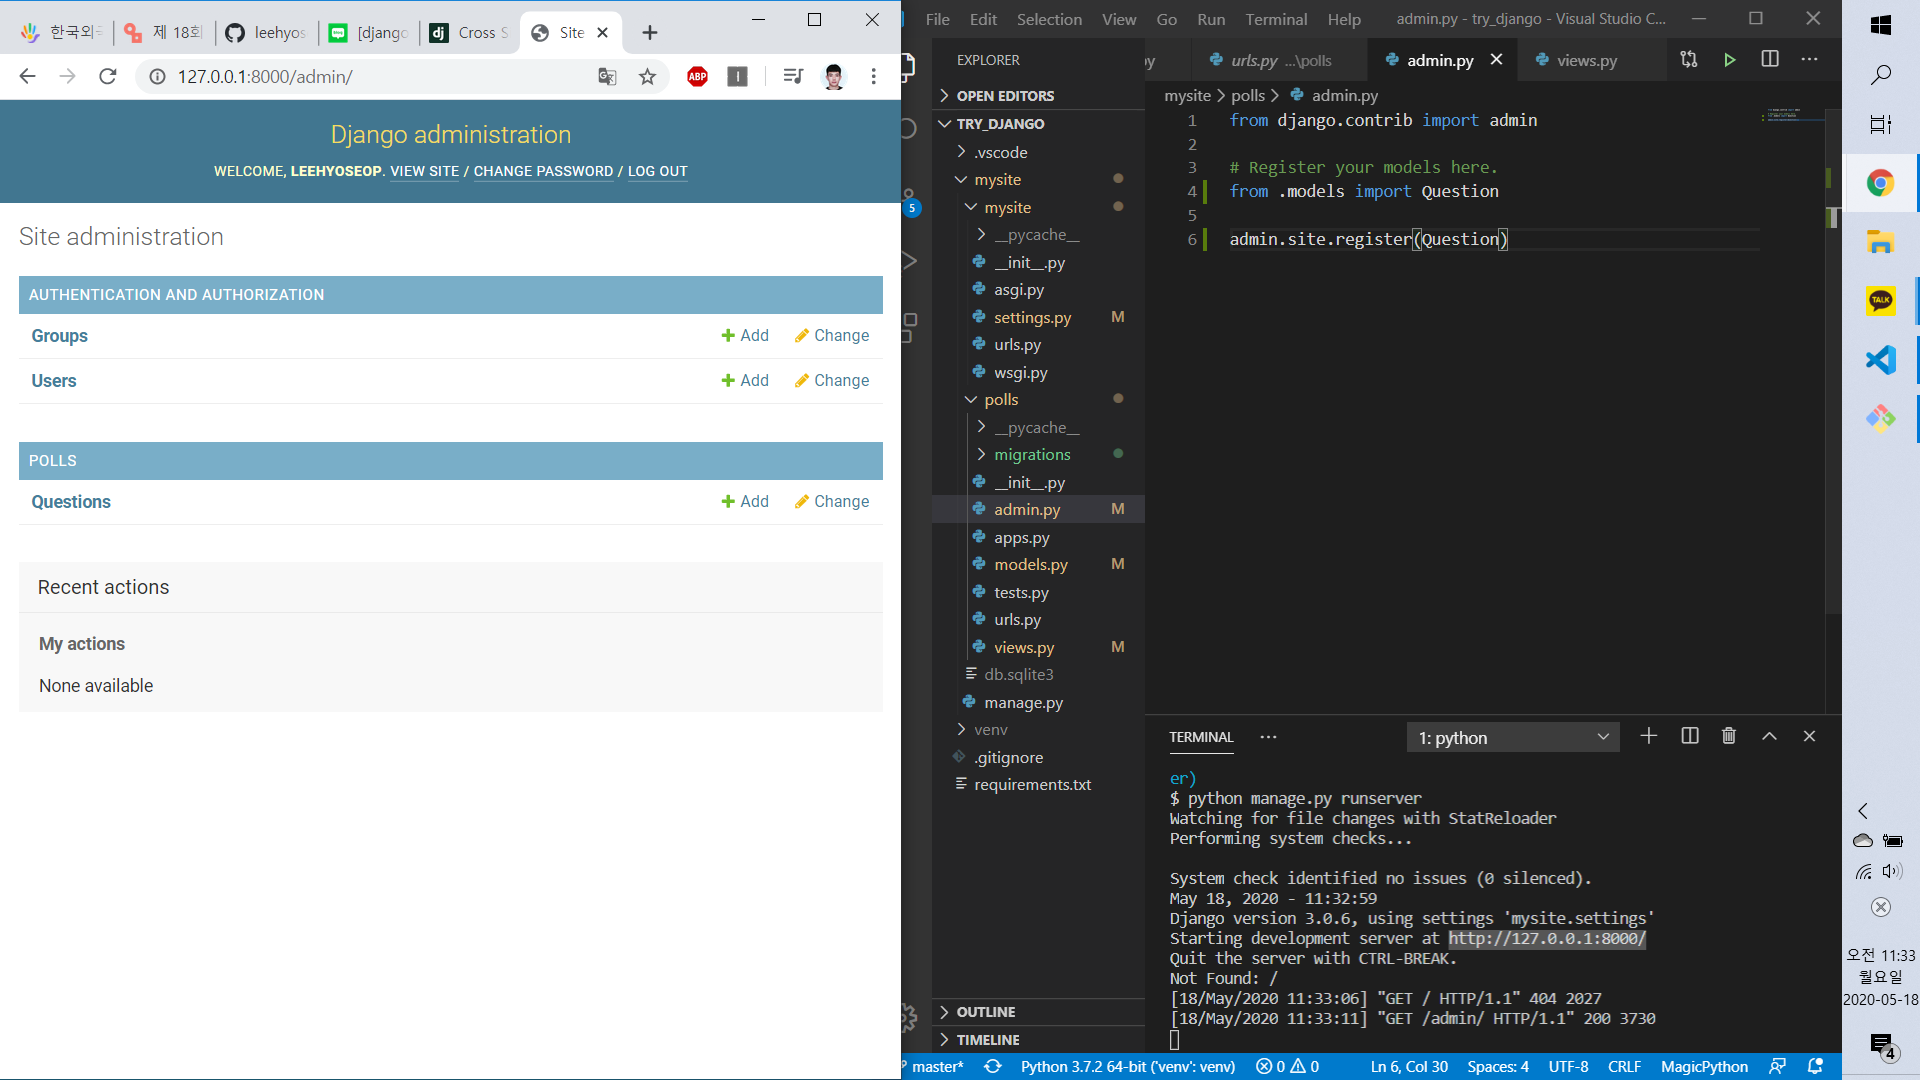 한국외국
제 18회
leehyos
[django
Cross S
Site
127.0.0.1:8000/admin/
ABP
Django administration
WELCOME, LEEHYOSEOP. VIEW SITE / CHANGE PASSWORD / LOG OUT
Site administration
AUTHENTICATION AND AUTHORIZATION
Groups Add Change
Users Add Change
POLLS
Questions Add Change
Recent actions
My actions
None available
File Edit Selection View Go Run Terminal Help admin.py - try_django - Visual Studio C...
EXPLORER
OPEN EDITORS
TRY_DJANGO
.vscode
mysite
mysite
__pycache__
__init__.py
asgi.py
settings.py M
urls.py
wsgi.py
polls
__pycache__
migrations
__init__.py
admin.py M
apps.py
models.py M
tests.py
urls.py
views.py M
db.sqlite3
manage.py
venv
.gitignore
requirements.txt
OUTLINE
TIMELINE
5
py urls.py ...\polls admin.py views.py
mysite > polls > admin.py
1 from django.contrib import admin
2
3 # Register your models here.
4 from .models import Question
5
6 admin.site.register(Question)
TERMINAL 1: python
er)
$ python manage.py runserver
Watching for file changes with StatReloader
Performing system checks...
System check identified no issues (0 silenced).
May 18, 2020 - 11:32:59
Django version 3.0.6, using settings 'mysite.settings'
Starting development server at http://127.0.0.1:8000/
Quit the server with CTRL-BREAK.
Not Found: /
[18/May/2020 11:33:06] "GET / HTTP/1.1" 404 2027
[18/May/2020 11:33:11] "GET /admin/ HTTP/1.1" 200 3730
master* Python 3.7.2 64-bit ('venv': venv) 0 0 Ln 6, Col 30 Spaces: 4 UTF-8 CRLF MagicPython
TALK
오전 11:33
월요일
2020-05-18
4